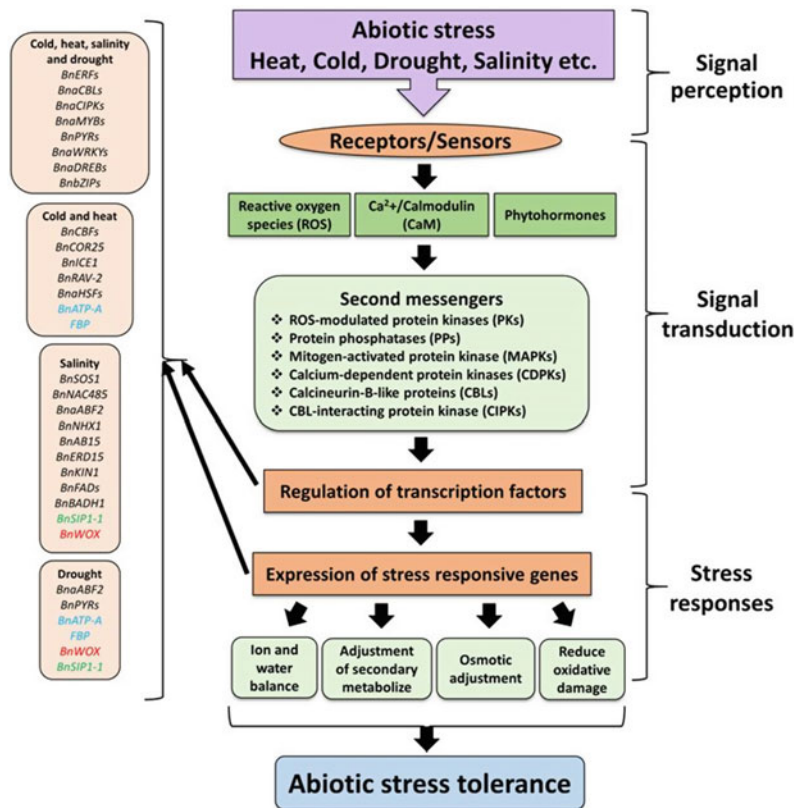 Abiotic stress
Heat, Cold, Drought, Salinity etc.
Receptors/Sensors
Reactive oxygen
species (ROS)
Ca²⁺/Calmodulin
(CaM)
Phytohormones
Second messengers
❖ ROS-modulated protein kinases (PKs)
❖ Protein phosphatases (PPs)
❖ Mitogen-activated protein kinase (MAPKs)
❖ Calcium-dependent protein kinases (CDPKs)
❖ Calcineurin-B-like proteins (CBLs)
❖ CBL-interacting protein kinase (CIPKs)
Regulation of transcription factors
Expression of stress responsive genes
Ion and
water
balance
Adjustment
of secondary
metabolize
Osmotic
adjustment
Reduce
oxidative
damage
Abiotic stress tolerance
Cold, heat, salinity
and drought
BnERFs
BnaCBLs
BnaCIPKs
BnaMYBs
BnPYRs
BnaWRKYs
BnaDREBs
BnbZIPs
Cold and heat
BnCBFs
BnCOR25
BnICE1
BnRAV-2
BnaHSFs
BnATP-A
FBP
Salinity
BnSOS1
BnNAC485
BnaABF2
BnNHX1
BnAB15
BnERD15
BnKIN1
BnFADs
BnBADH1
BnSIP1-1
BnWOX
Drought
BnaABF2
BnPYRs
BnATP-A
FBP
BnWOX
BnSIP1-1
Signal
perception
Signal
transduction
Stress
responses